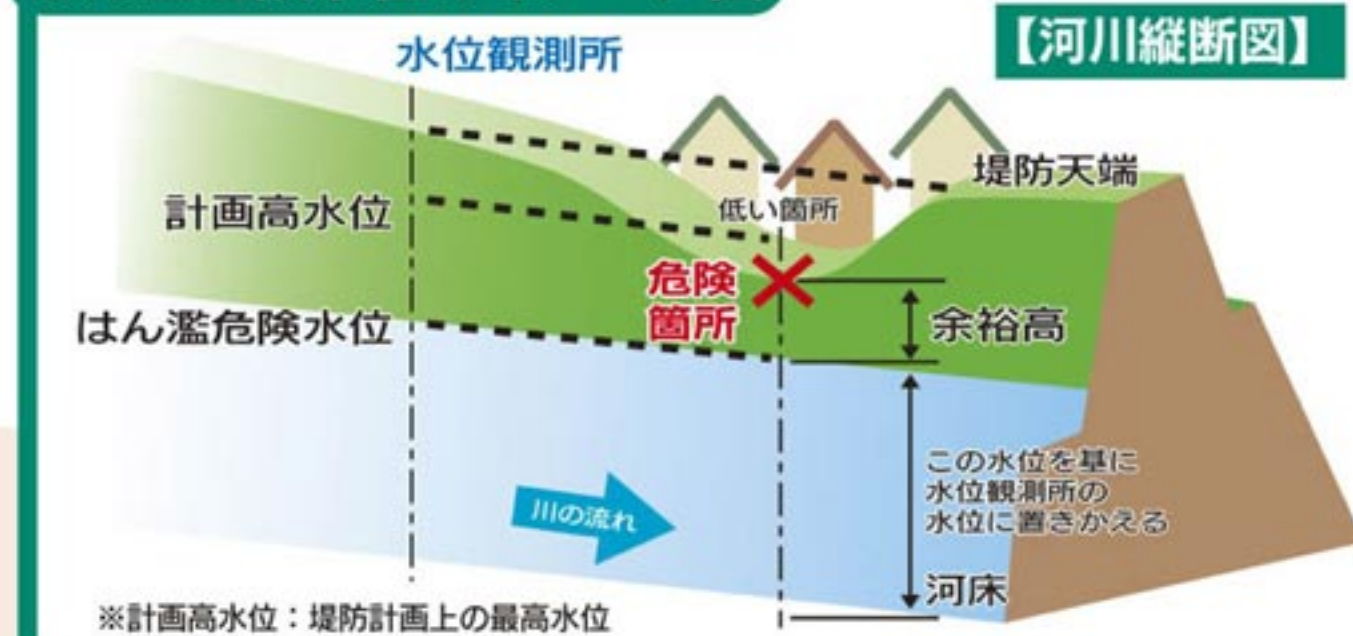 【河川縦断図】
水位観測所
堤防天端
計画高水位
低い箇所
危険
箇所
余裕高
はん濫危険水位
この水位を基に
水位観測所の
水位に置きかえる
川の流れ
河床
※計画高水位：堤防計画上の最高水位